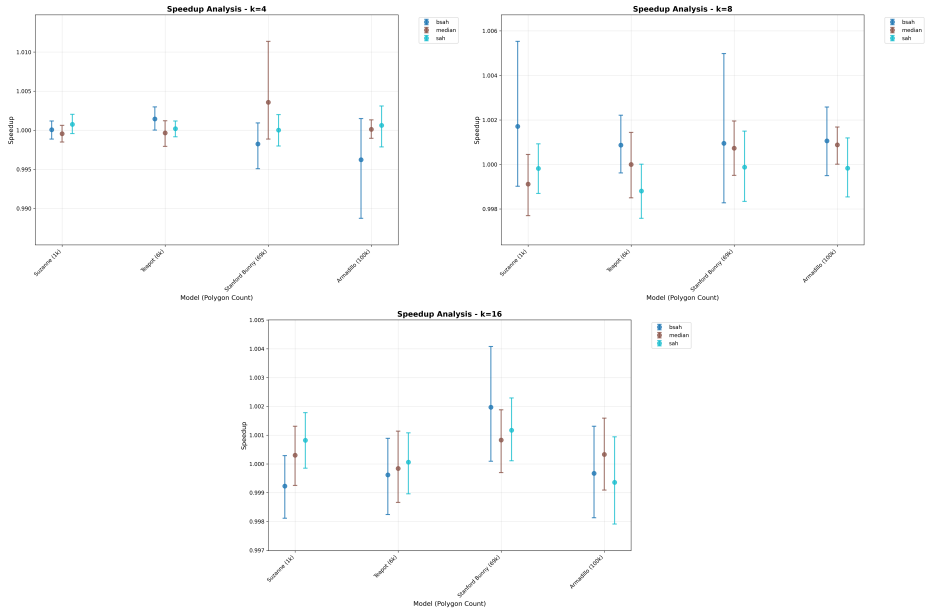 Speedup Analysis - k=4
1.010
1.005
1.000
0.995
0.990
Speedup
Suzanne (1k)
Teapot (6k)
Stanford Bunny (69k)
Armadillo (100k)
Model (Polygon Count)
bsah
median
sah
Speedup Analysis - k=8
1.006
1.004
1.002
1.000
0.998
Speedup
Suzanne (1k)
Teapot (6k)
Stanford Bunny (69k)
Armadillo (100k)
Model (Polygon Count)
bsah
median
sah
Speedup Analysis - k=16
1.005
1.004
1.003
1.002
1.001
1.000
0.999
0.998
0.997
Speedup
Suzanne (1k)
Teapot (6k)
Stanford Bunny (69k)
Armadillo (100k)
Model (Polygon Count)
bsah
median
sah